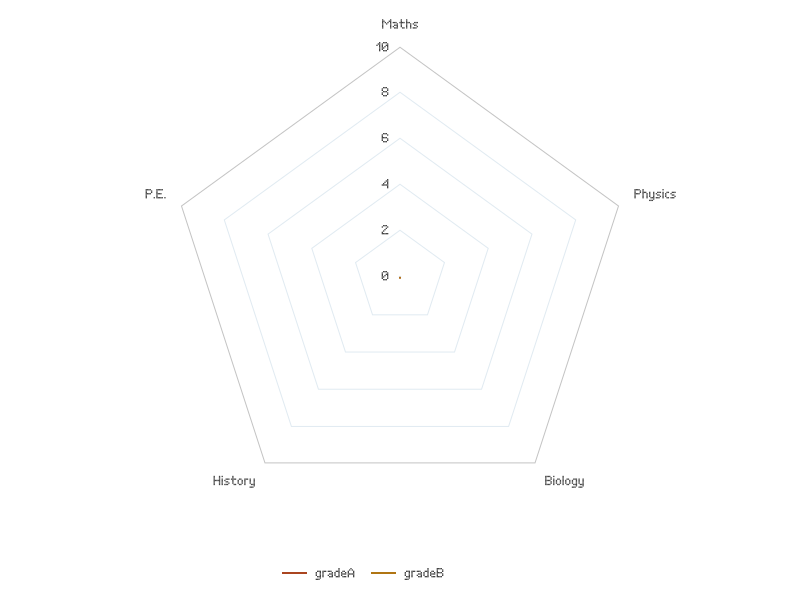 Maths
10
8
6
4
2
0
P.E.
Physics
History
Biology
gradeA
gradeB